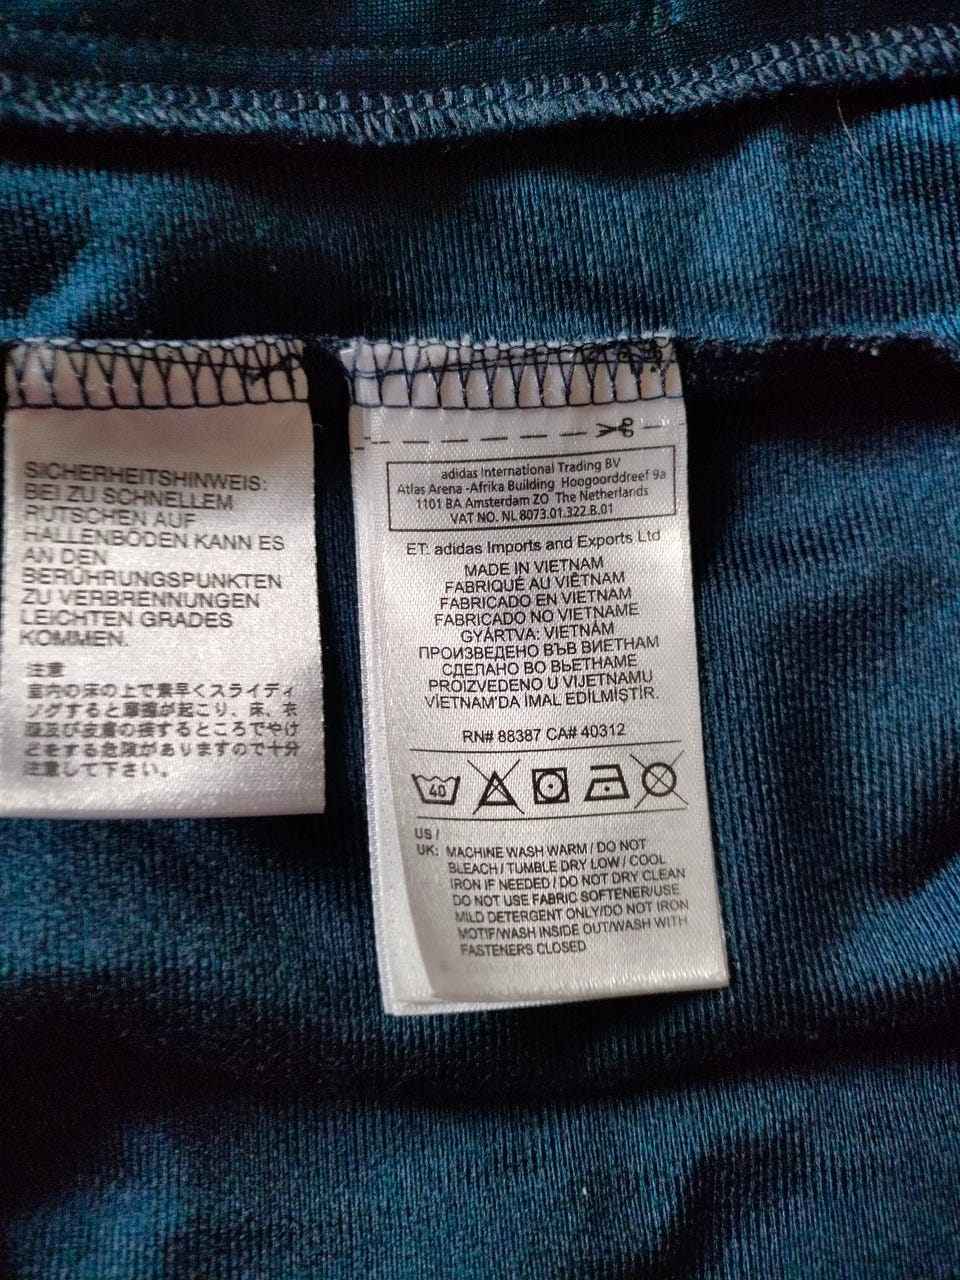 SICHERHEITSHINWEIS:
BEI ZU SCHNELLEM
RUTSCHEN AUF
HALLENBÖDEN KANN ES
AN DEN
BERÜHRUNGSPUNKTEN
ZU VERBRENNUNGEN
LEICHTEN GRADES
KOMMEN.
注意
室内の床の上で素早くスライディ
ングすると摩擦が起こり、床、衣
服及び皮膚の接するところでやけ
どをする危険がありますので十分
注意して下さい。
adidas International Trading BV
Atlas Arena -Afrika Building Hoogoorddreef 9a
1101 BA Amsterdam ZO The Netherlands
VAT NO. NL 8073.01.322.B.01
ET: adidas Imports and Exports Ltd
MADE IN VIETNAM
FABRIQUÉ AU VIÊTNAM
FABRICADO EN VIETNAM
FABRICADO NO VIETNAME
GYÁRTVA: VIETNÁM
ПРОИЗВЕДЕНО ВЪВ ВИЕТНАМ
СДЕЛАНО ВО ВЬЕТНАМЕ
PROIZVEDENO U VIJETNAMU
VİETNAM'DA İMAL EDİLMİŞTİR.
RN# 88387 CA# 40312
40
US /
UK: MACHINE WASH WARM / DO NOT
BLEACH / TUMBLE DRY LOW / COOL
IRON IF NEEDED / DO NOT DRY CLEAN
DO NOT USE FABRIC SOFTENER/USE
MILD DETERGENT ONLY/DO NOT IRON
MOTIF/WASH INSIDE OUT/WASH WITH
FASTENERS CLOSED